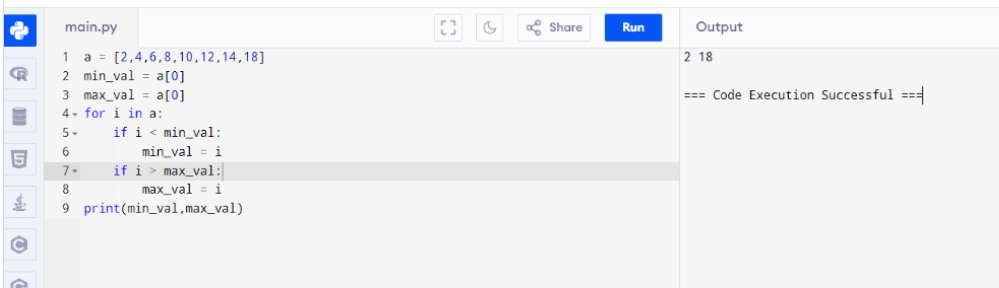 main.py
Share
Run
Output
1 a = [2,4,6,8,10,12,14,18]
2 min_val = a[0]
3 max_val = a[0]
4 for i in a:
5     if i < min_val:
6         min_val = i
7     if i > max_val:
8         max_val = i
9 print(min_val,max_val)
2 18
=== Code Execution Successful ===